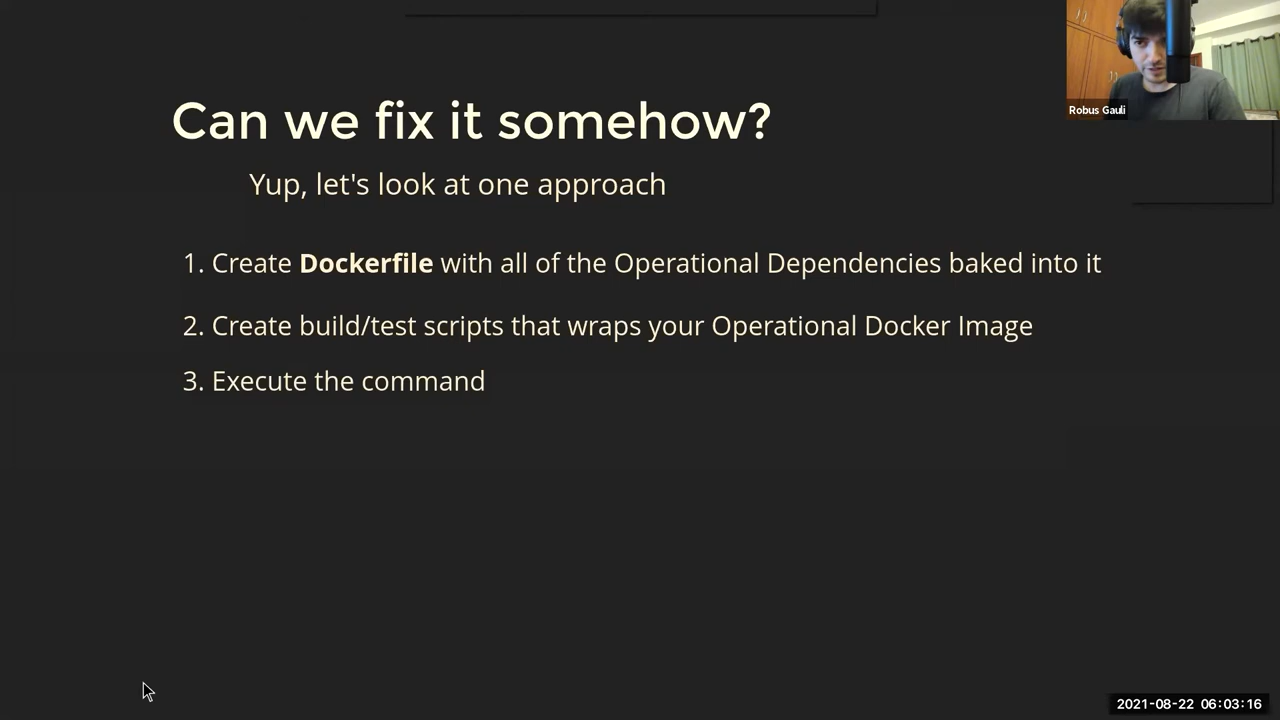 Can we fix it somehow?
Yup, let's look at one approach
1. Create Dockerfile with all of the Operational Dependencies baked into it
2. Create build/test scripts that wraps your Operational Docker Image
3. Execute the command
Robus Gauli
2021-08-22 06:03:16